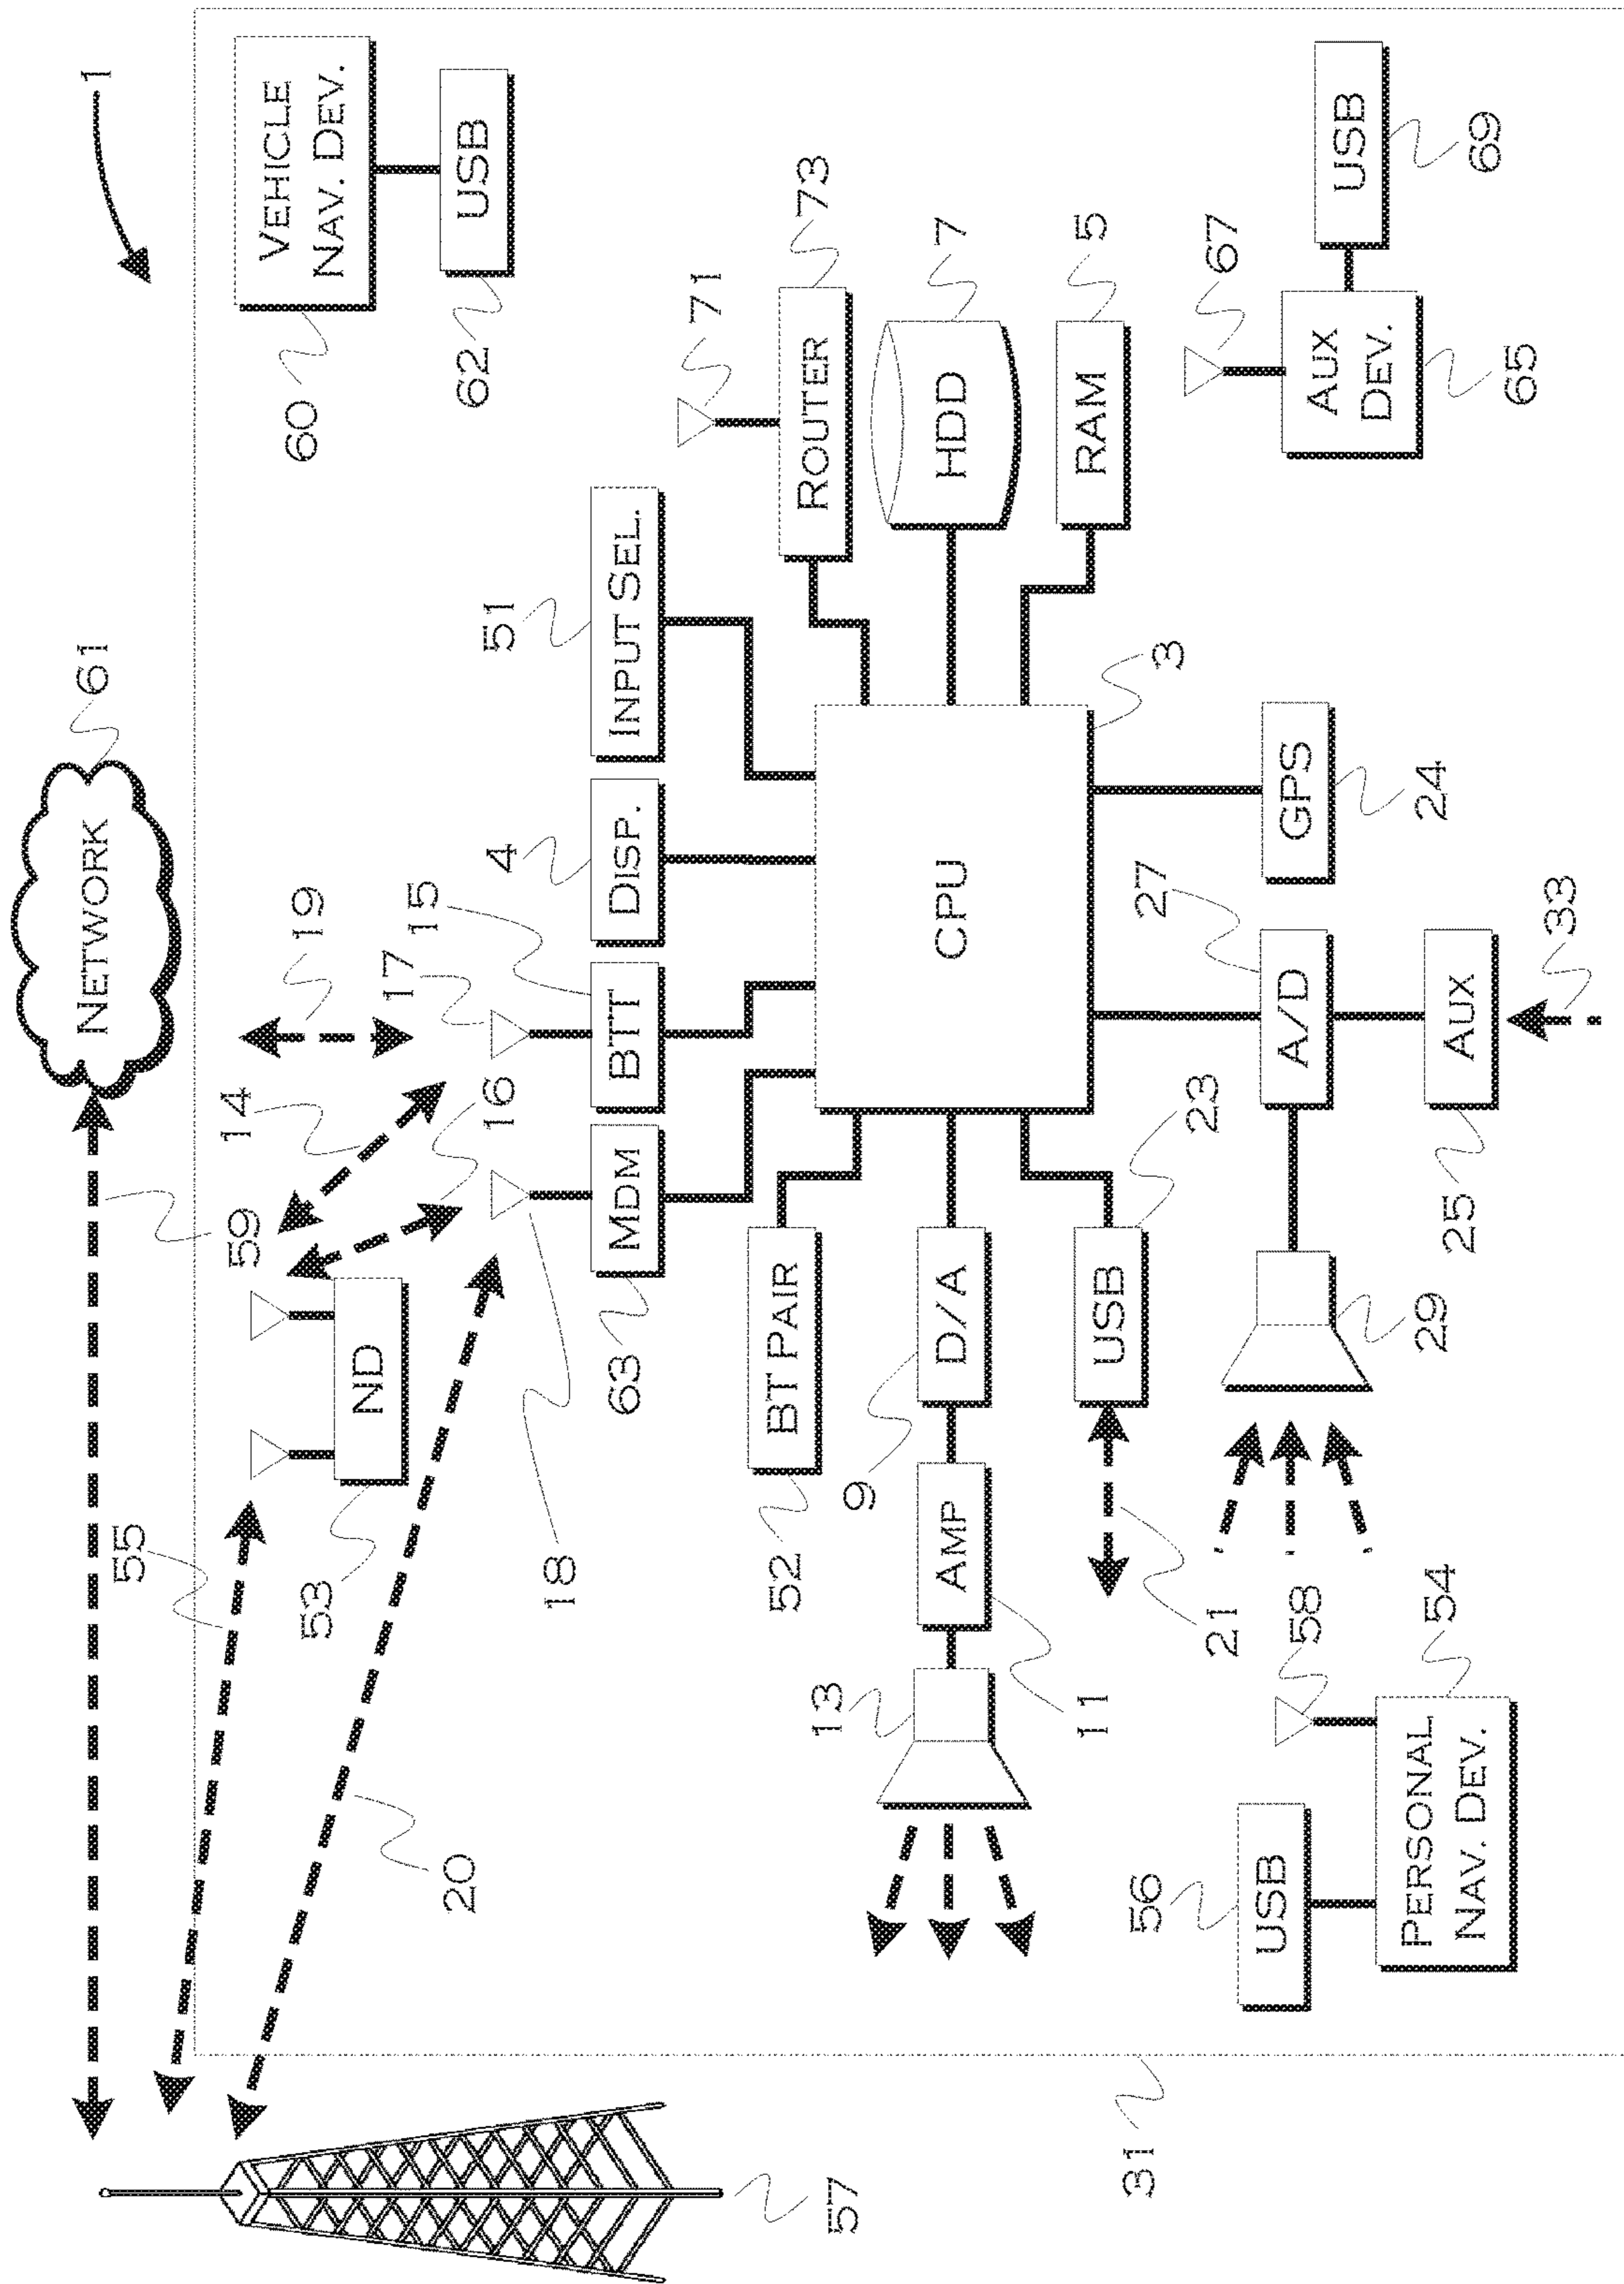 1
VEHICLE
NAV. DEV.
60
USB
62
NETWORK
61
59
55
20
57
31
19
14
16
17
15
18
ND
53
MDM
63
BTT
DISP.
4
INPUT SEL.
51
71
ROUTER
73
HDD
7
RAM
5
CPU
3
BT PAIR
52
D/A
9
AMP
11
13
USB
23
21
GPS
24
A/D
27
AUX
25
33
29
AUX
DEV.
65
67
USB
69
USB
56
58
PERSONAL
NAV. DEV.
54